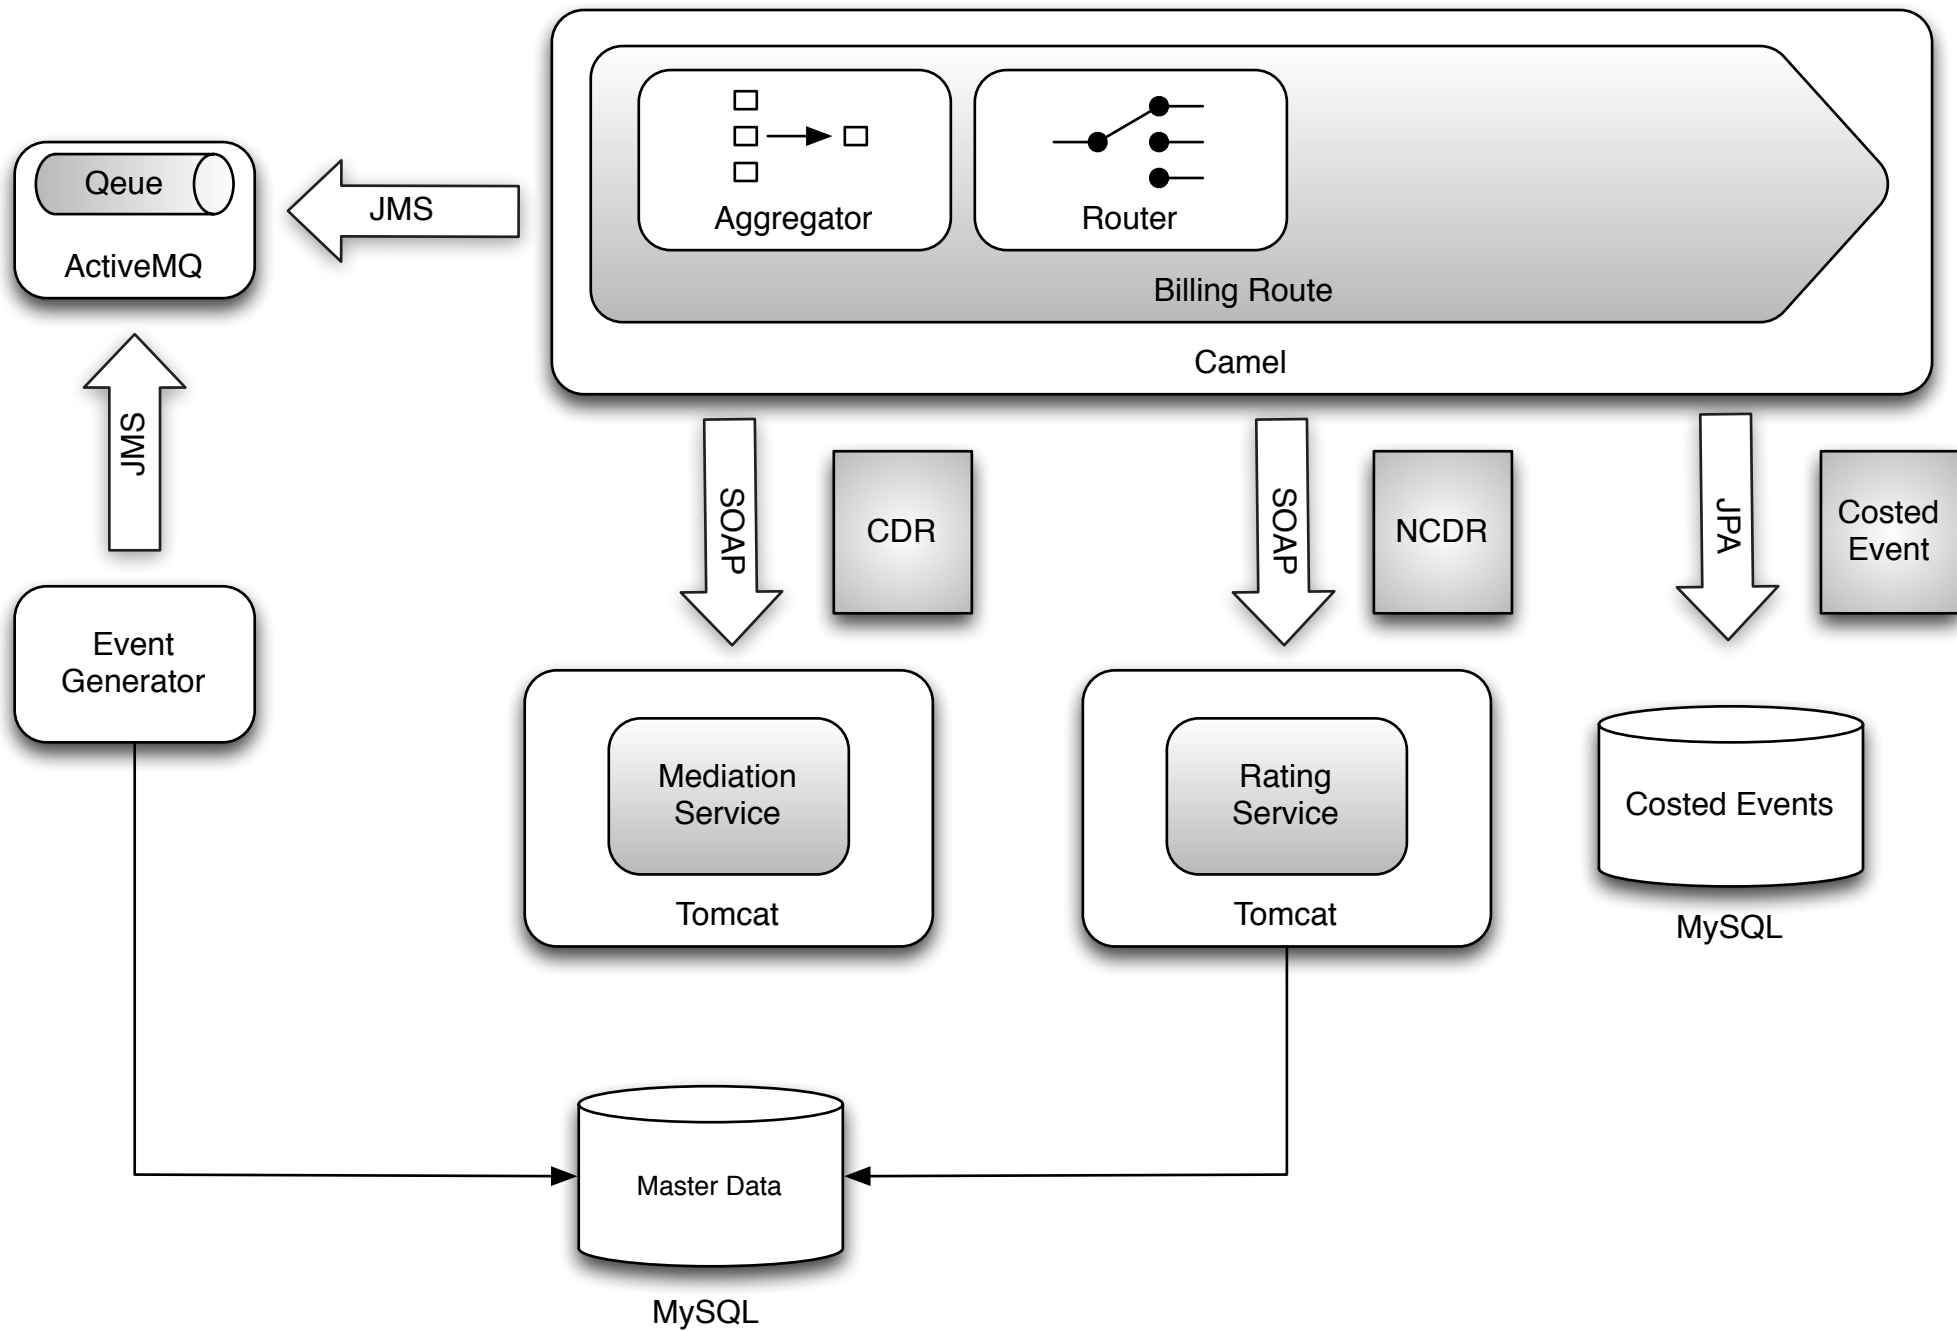 Qeue
ActiveMQ
JMS
Aggregator
Router
Billing Route
Camel
JMS
SOAP
CDR
SOAP
NCDR
JPA
Costed
Event
Event
Generator
Mediation
Service
Tomcat
Rating
Service
Tomcat
Costed Events
MySQL
Master Data
MySQL